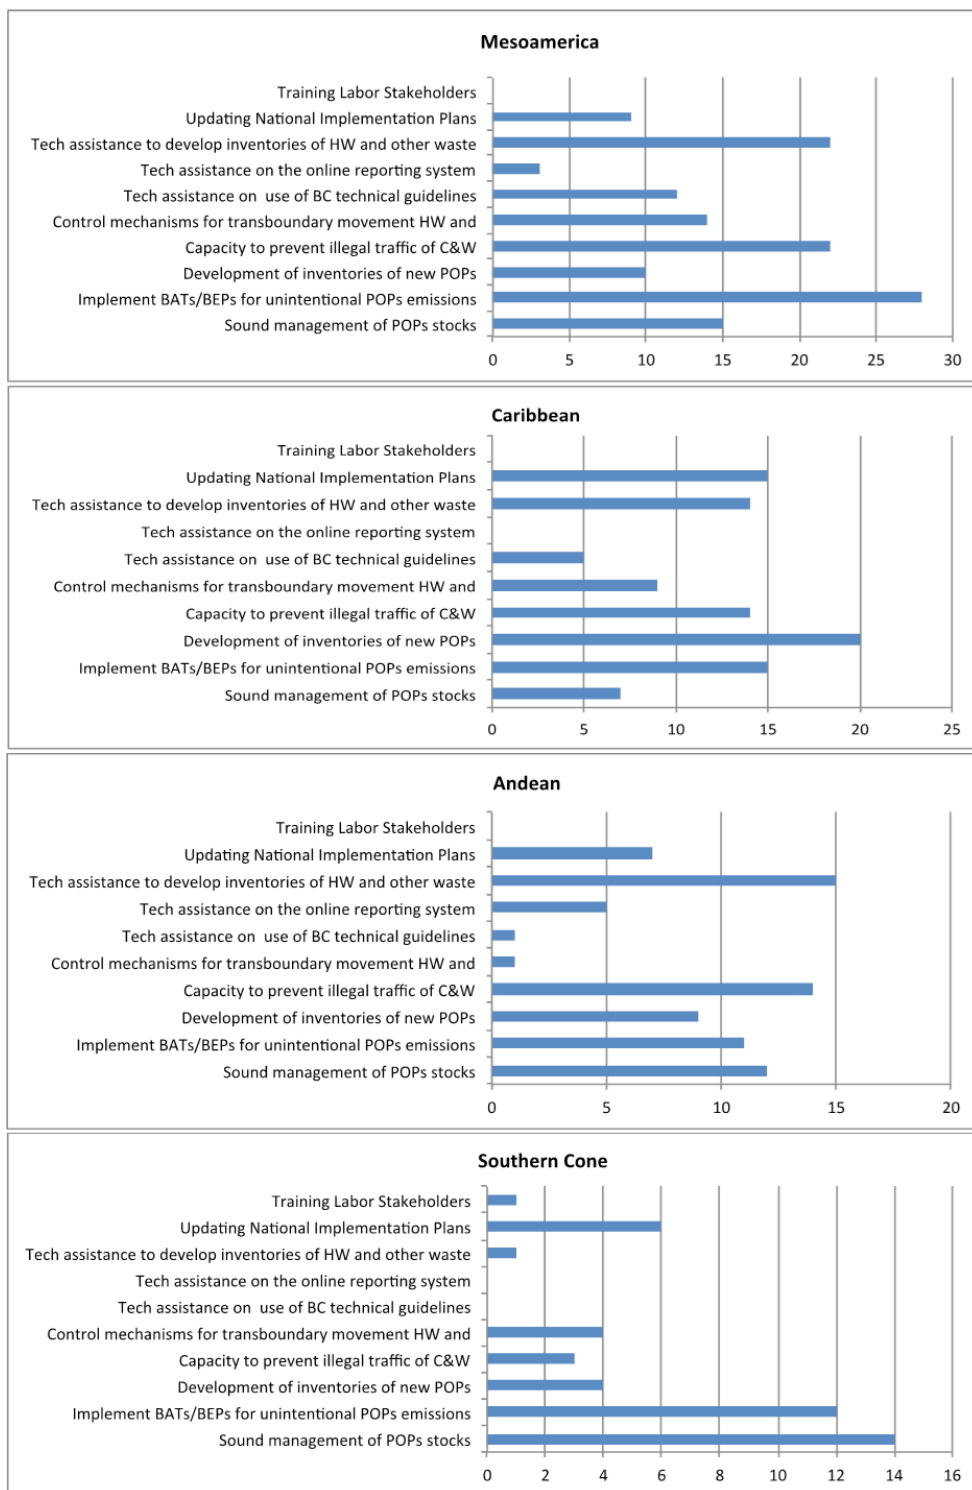 Mesoamerica
Training Labor Stakeholders
Updating National Implementation Plans
Tech assistance to develop inventories of HW and other waste
Tech assistance on the online reporting system
Tech assistance on  use of BC technical guidelines
Control mechanisms for transboundary movement HW and
Capacity to prevent illegal traffic of C&W
Development of inventories of new POPs
Implement BATs/BEPs for unintentional POPs emissions
Sound management of POPs stocks
0 5 10 15 20 25 30
Caribbean
Training Labor Stakeholders
Updating National Implementation Plans
Tech assistance to develop inventories of HW and other waste
Tech assistance on the online reporting system
Tech assistance on  use of BC technical guidelines
Control mechanisms for transboundary movement HW and
Capacity to prevent illegal traffic of C&W
Development of inventories of new POPs
Implement BATs/BEPs for unintentional POPs emissions
Sound management of POPs stocks
0 5 10 15 20 25
Andean
Training Labor Stakeholders
Updating National Implementation Plans
Tech assistance to develop inventories of HW and other waste
Tech assistance on the online reporting system
Tech assistance on  use of BC technical guidelines
Control mechanisms for transboundary movement HW and
Capacity to prevent illegal traffic of C&W
Development of inventories of new POPs
Implement BATs/BEPs for unintentional POPs emissions
Sound management of POPs stocks
0 5 10 15 20
Southern Cone
Training Labor Stakeholders
Updating National Implementation Plans
Tech assistance to develop inventories of HW and other waste
Tech assistance on the online reporting system
Tech assistance on  use of BC technical guidelines
Control mechanisms for transboundary movement HW and
Capacity to prevent illegal traffic of C&W
Development of inventories of new POPs
Implement BATs/BEPs for unintentional POPs emissions
Sound management of POPs stocks
0 2 4 6 8 10 12 14 16